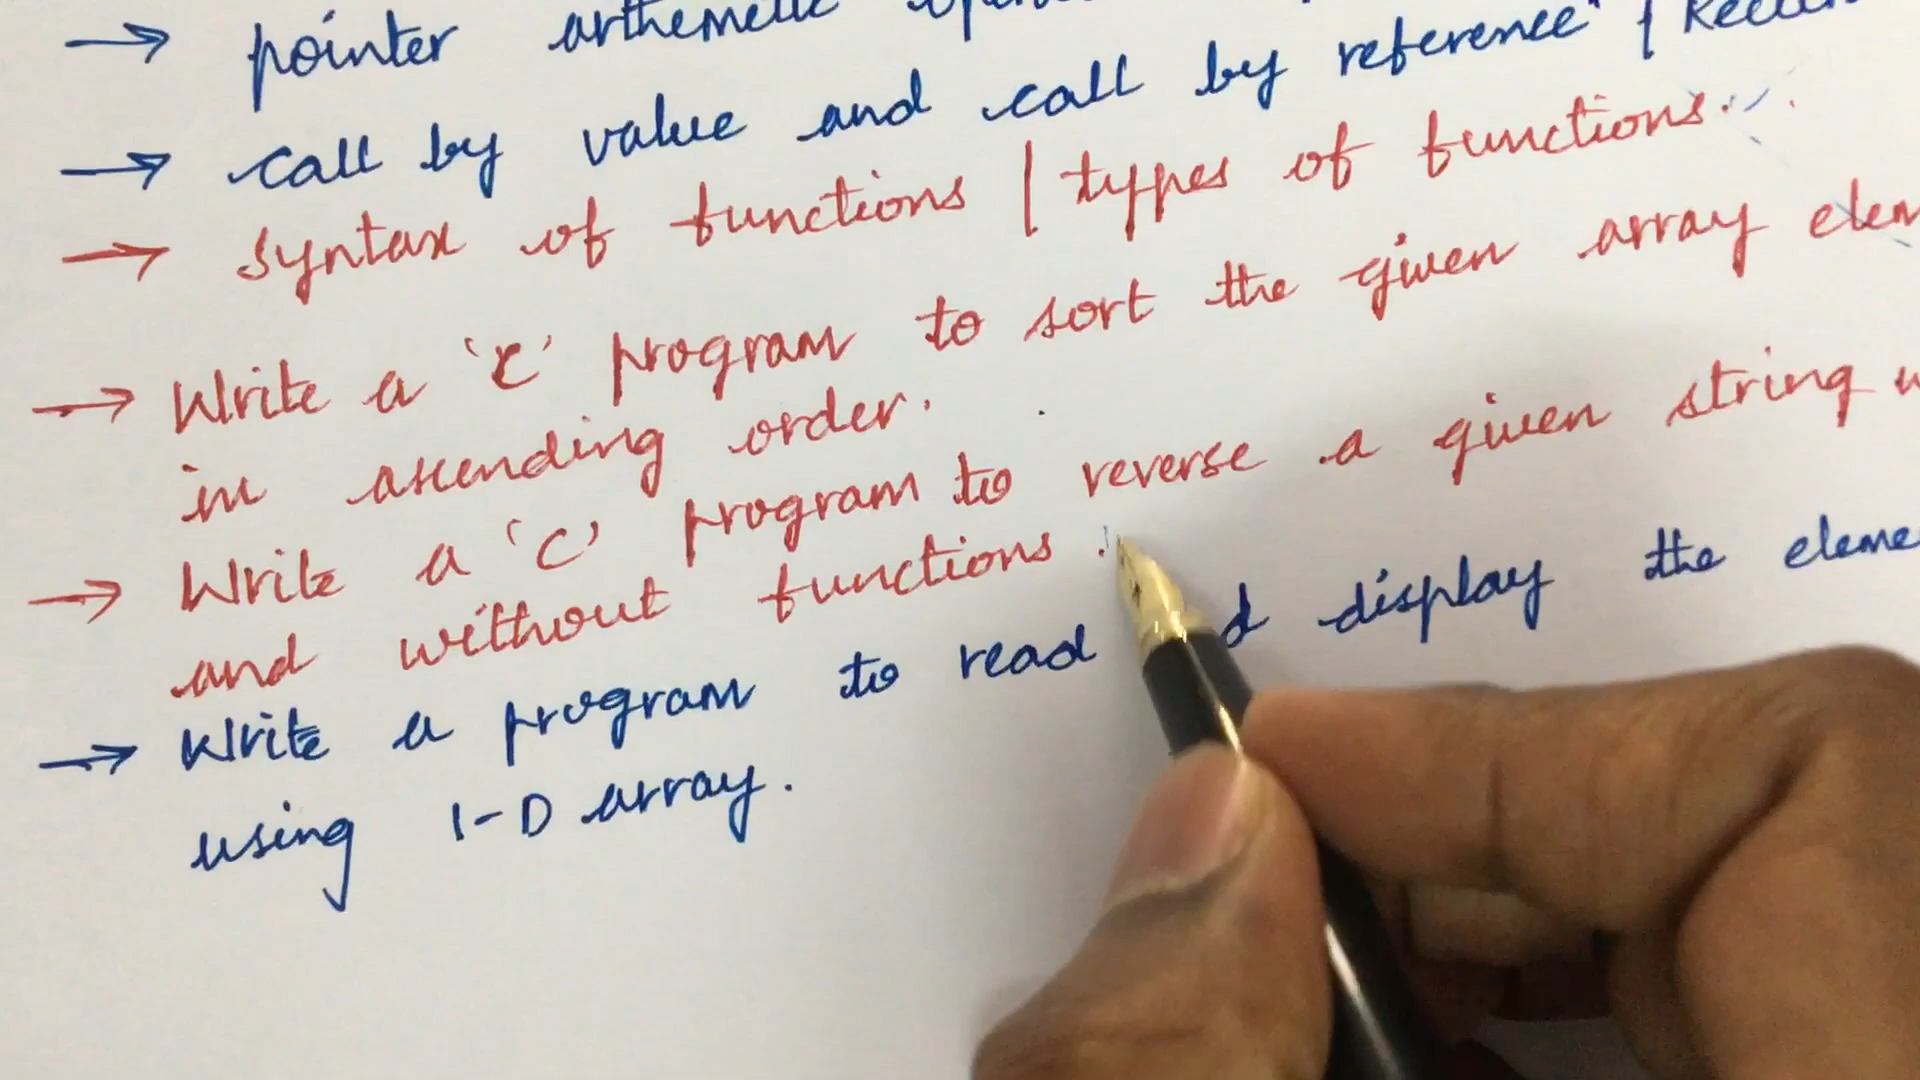 → pointer arthemetic
→ call by value and call by reference" |
→ Syntax of functions | types of functions.
→ Write a 'C' program to sort the given array
in ascending order.
→ Write a 'C' program to reverse a given string
and without functions.
→ Write a program to read display the
using 1-D array.